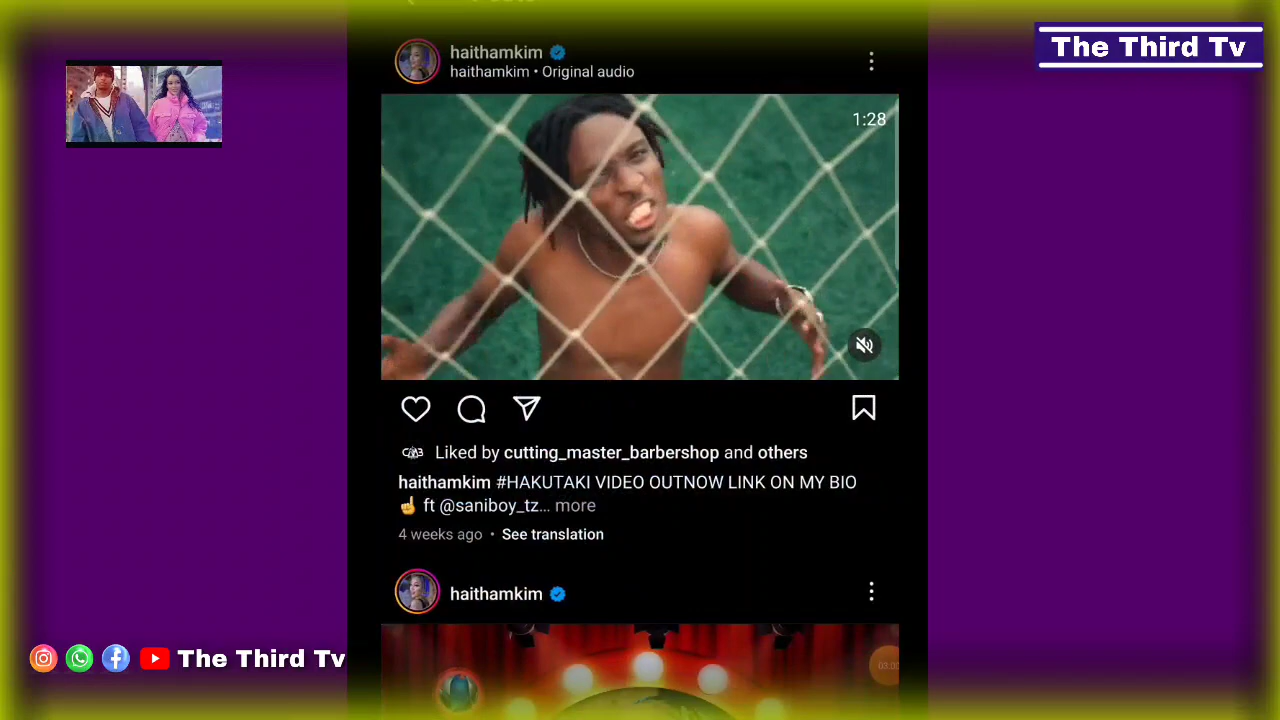 The Third Tv
haithamkim
haithamkim • Original audio
1:28
Liked by cutting_master_barbershop and others
haithamkim #HAKUTAKI VIDEO OUTNOW LINK ON MY BIO
☝ ft @saniboy_tz... more
4 weeks ago • See translation
haithamkim
The Third Tv